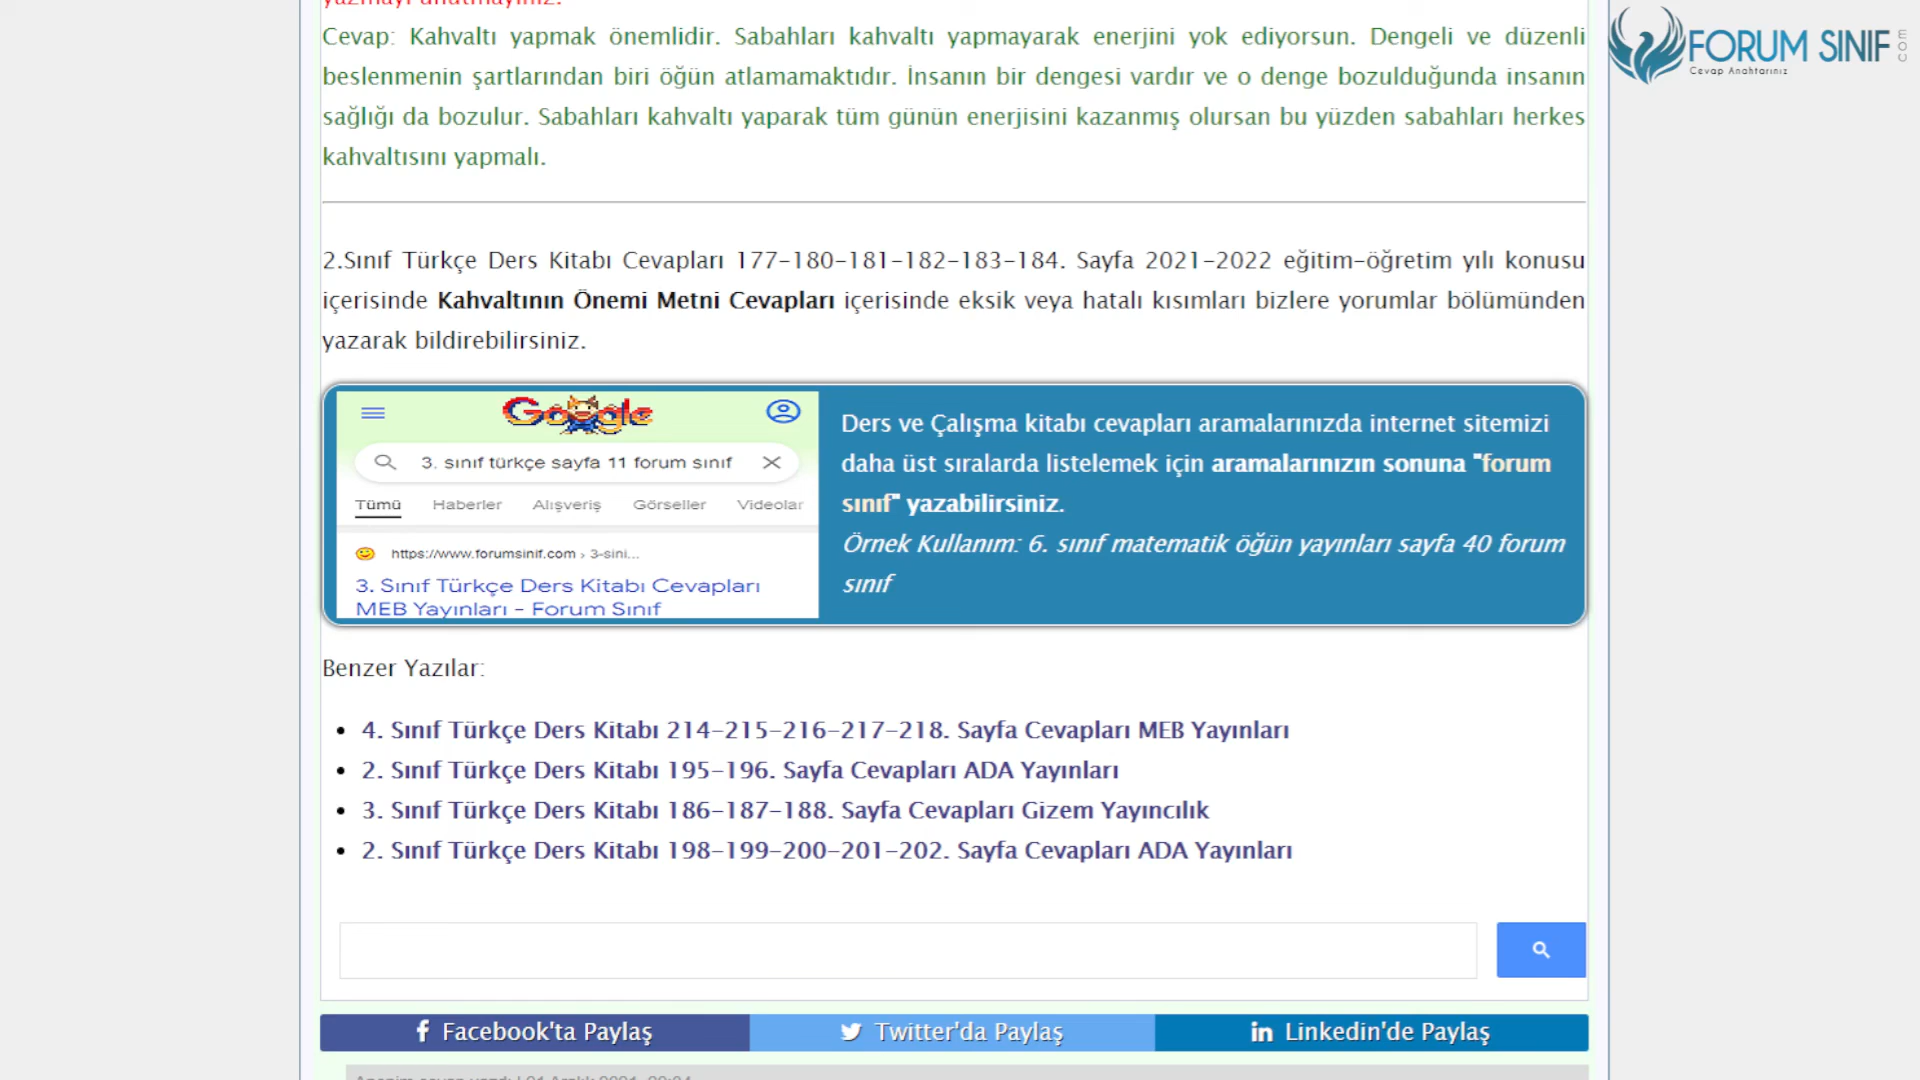 yazmayı anlatmayınız.
Cevap: Kahvaltı yapmak önemlidir. Sabahları kahvaltı yapmayarak enerjini yok ediyorsun. Dengeli ve düzenli
beslenmenin şartlarından biri öğün atlamamaktıdır. İnsanın bir dengesi vardır ve o denge bozulduğunda insanın
sağlığı da bozulur. Sabahları kahvaltı yaparak tüm günün enerjisini kazanmış olursan bu yüzden sabahları herkes
kahvaltısını yapmalı.
FORUM SINIF
com
Cevap Anahtarınız
2.Sınıf Türkçe Ders Kitabı Cevapları 177-180-181-182-183-184. Sayfa 2021-2022 eğitim-öğretim yılı konusu
içerisinde Kahvaltının Önemi Metni Cevapları içerisinde eksik veya hatalı kısımları bizlere yorumlar bölümünden
yazarak bildirebilirsiniz.
Google
3. sınıf türkçe sayfa 11 forum sınıf
Tümü Haberler Alışveriş Görseller Videolar
https://www.forumsinif.com › 3-sini...
3. Sınıf Türkçe Ders Kitabı Cevapları
MEB Yayınları - Forum Sınıf
Ders ve Çalışma kitabı cevapları aramalarınızda internet sitemizi
daha üst sıralarda listelemek için aramalarınızın sonuna "forum
sınıf" yazabilirsiniz.
Örnek Kullanım: 6. sınıf matematik öğün yayınları sayfa 40 forum
sınıf
Benzer Yazılar:
• 4. Sınıf Türkçe Ders Kitabı 214-215-216-217-218. Sayfa Cevapları MEB Yayınları
• 2. Sınıf Türkçe Ders Kitabı 195-196. Sayfa Cevapları ADA Yayınları
• 3. Sınıf Türkçe Ders Kitabı 186-187-188. Sayfa Cevapları Gizem Yayıncılık
• 2. Sınıf Türkçe Ders Kitabı 198-199-200-201-202. Sayfa Cevapları ADA Yayınları
Facebook'ta Paylaş
Twitter'da Paylaş
Linkedin'de Paylaş